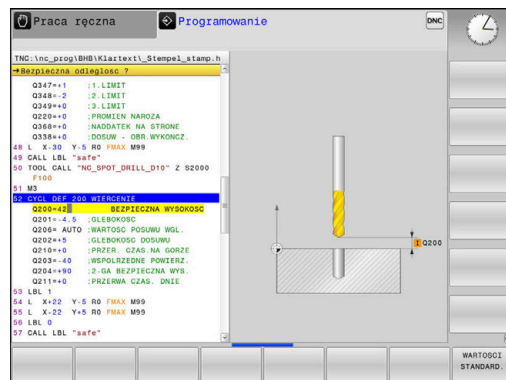 Praca ręczna
Programowanie
DNC
TNC:\nc_prog\BHB\Klartext\_Stempel_stamp.h
→Bezpieczna odleglosc ?
Q347=+1 ;1.LIMIT
Q348=-2 ;2.LIMIT
Q349=+0 ;3.LIMIT
Q220=+0 ;PROMIEN NAROZA
Q368=+0 ;NADDATEK NA STRONE
Q338=+0 ;DOSUW - OBR.WYKONCZ.
48 L X-30 Y-5 R0 FMAX M99
49 CALL LBL "safe"
50 TOOL CALL "NC_SPOT_DRILL_D10" Z S2000
F100
51 M3
52 CYCL DEF 200 WIERCENIE
Q200=42 BEZPIECZNA WYSOKOSC
Q201=-4.5 ;GLEBOKOSC
Q206= AUTO ;WARTOSC POSUWU WGL.
Q202=+5 ;GLEBOKOSC DOSUWU
Q210=+0 ;PRZER. CZAS.NA GORZE
Q203=-40 ;WSPOLRZEDNE POWIERZ.
Q204=+90 ;2-GA BEZPIECZNA WYS.
Q211=+0 ;PRZERWA CZAS. DNIE
53 LBL 1
54 L X+22 Y-5 R0 FMAX M99
55 L X-22 Y+5 R0 FMAX M99
56 LBL 0
57 CALL LBL "safe"
I Q200
WARTOSCI
STANDARD.